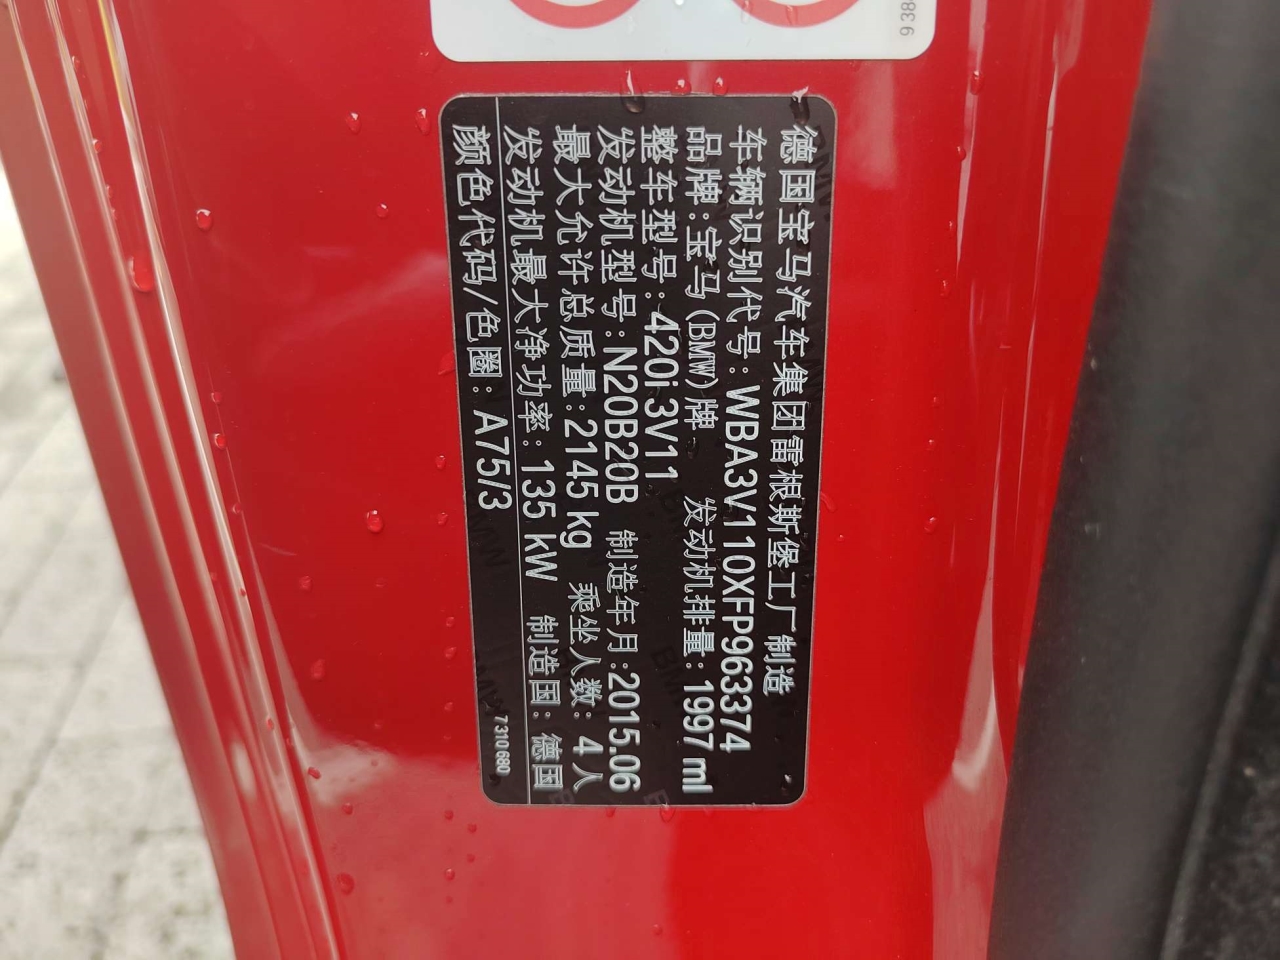 938
德国宝马汽车集团雷根斯堡工厂制造
车辆识别代号:WBA3V110XFP963374
品牌:宝马(BMW)牌 发动机排量:1997 ml
整车型号:420i 3V11
发动机型号:N20B20B 制造年月:2015.06
最大允许总质量:2145 kg 乘坐人数:4人
发动机最大净功率:135 kW 制造国:德国
颜色代码/色圈:A75/3
7310680